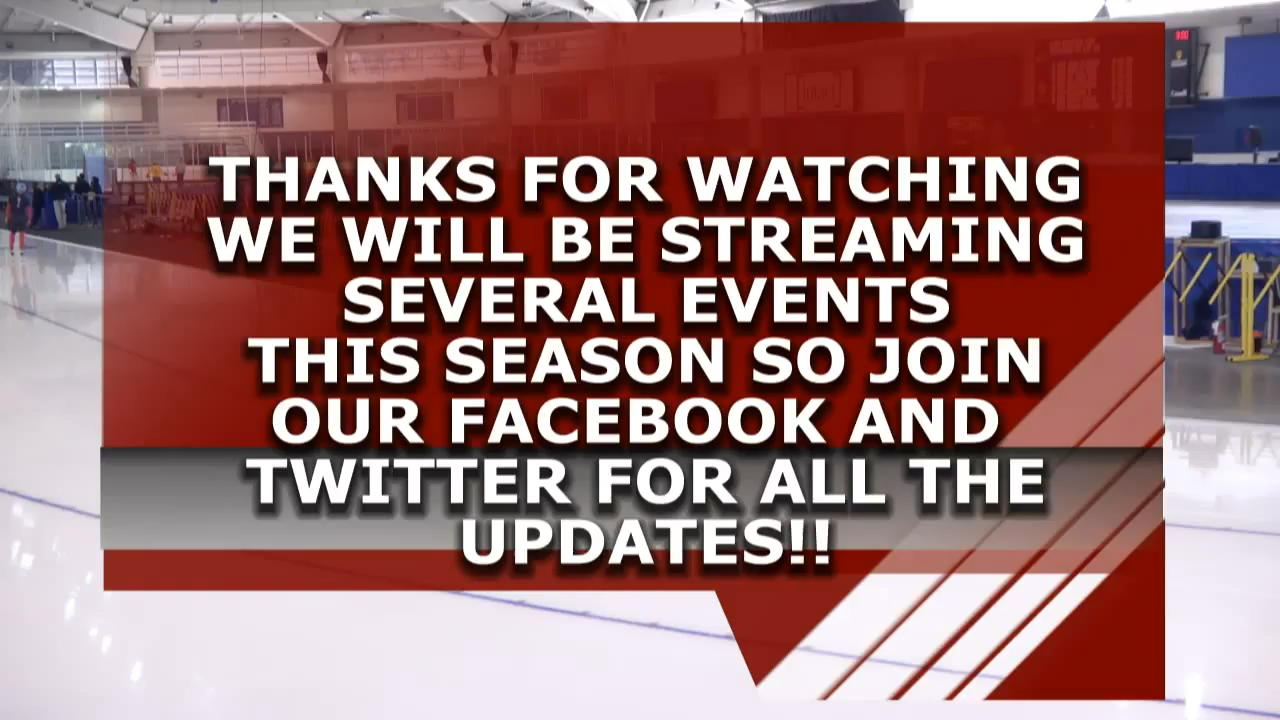 THANKS FOR WATCHING
WE WILL BE STREAMING
SEVERAL EVENTS
THIS SEASON SO JOIN
OUR FACEBOOK AND
TWITTER FOR ALL THE
UPDATES!!